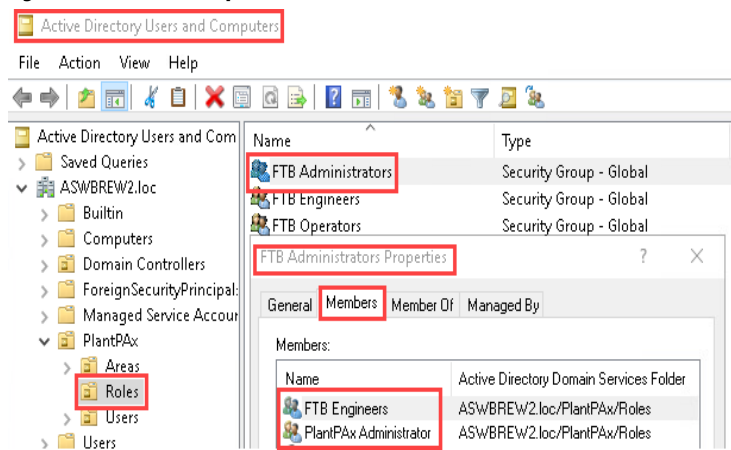 Active Directory Users and Computers
File Action View Help
Active Directory Users and Com
Name Type
Saved Queries
FTB Administrators Security Group - Global
ASWBREW2.loc
FTB Engineers Security Group - Global
Builtin
FTB Operators Security Group - Global
Computers
FTB Administrators Properties ? X
Domain Controllers
ForeignSecurityPrincipal:
General Members Member Of Managed By
Managed Service Accour
PlantPAx
Members:
Areas
Name Active Directory Domain Services Folder
Roles
FTB Engineers ASWBREW2.loc/PlantPAx/Roles
Users
PlantPAx Administrator ASWBREW2.loc/PlantPAx/Roles
Users